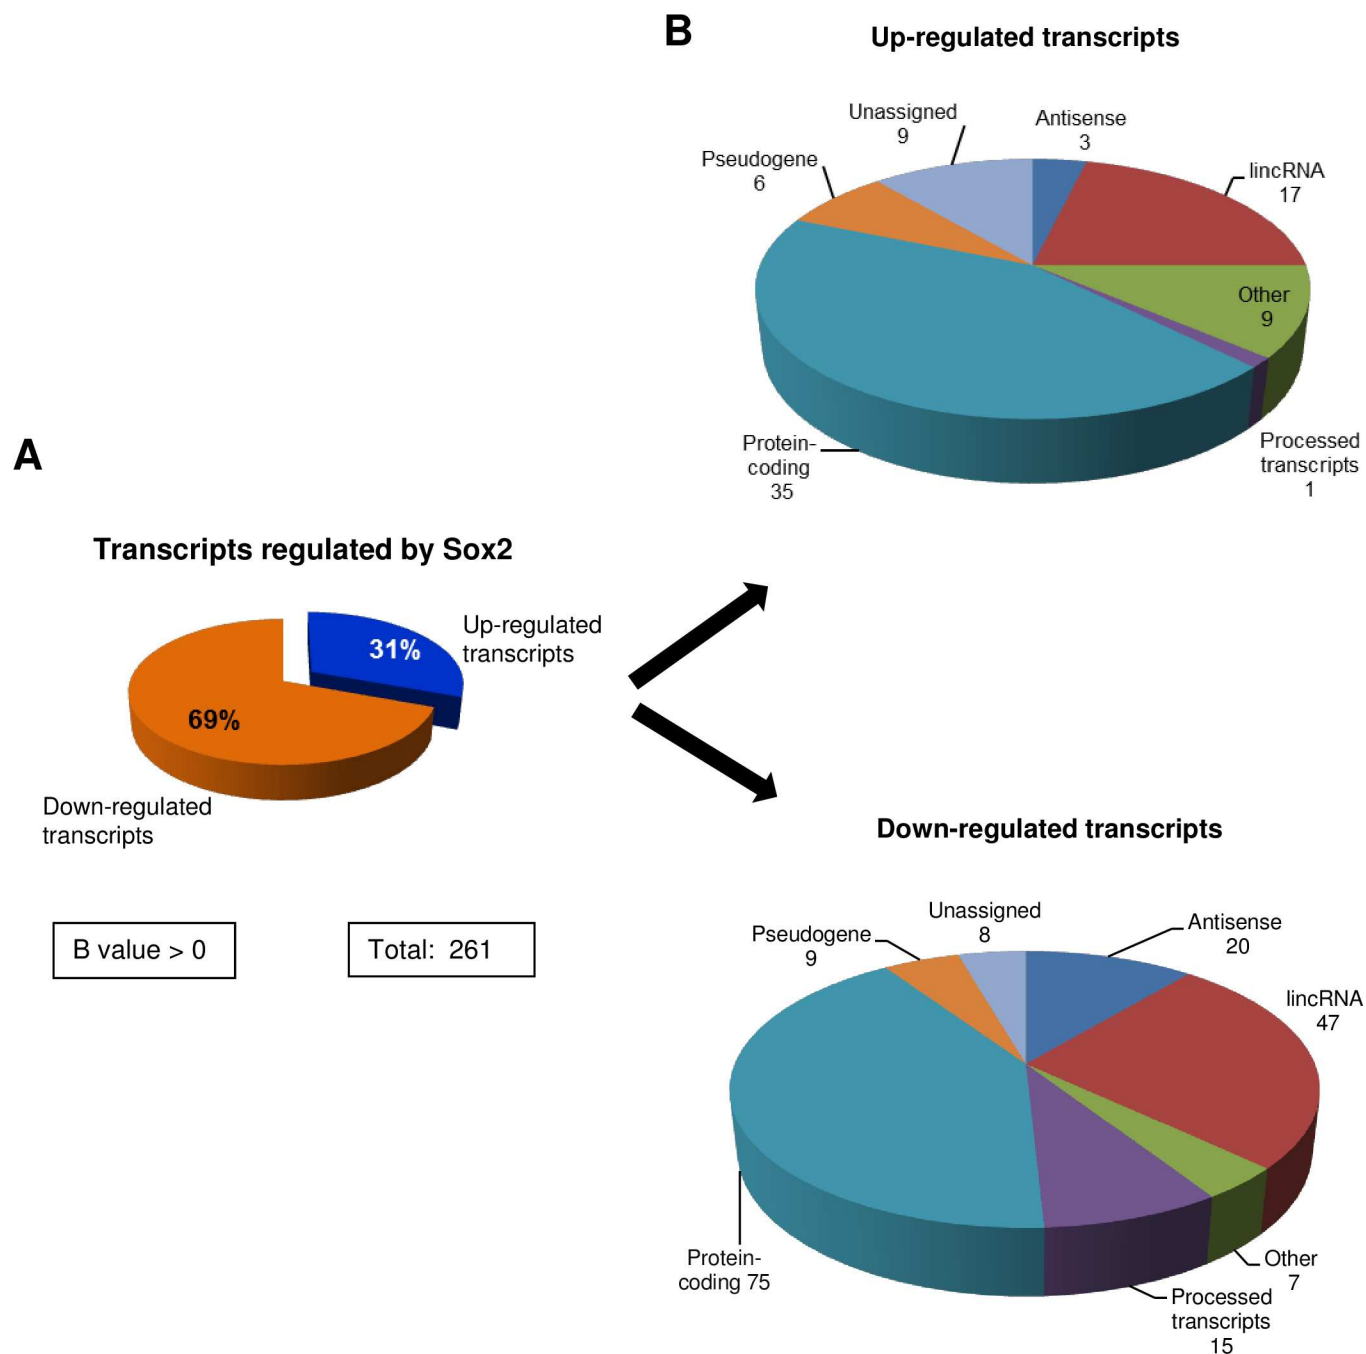 B
Up-regulated transcripts
Unassigned
9
Antisense
3
Pseudogene
6
lincRNA
17
Other
9
Protein-
coding
35
Processed
transcripts
1
A
Transcripts regulated by Sox2
31%
Up-regulated
transcripts
69%
Down-regulated
transcripts
B value > 0
Total: 261
Down-regulated transcripts
Unassigned
8
Antisense
20
Pseudogene
9
lincRNA
47
Protein-
coding 75
Other
7
Processed
transcripts
15